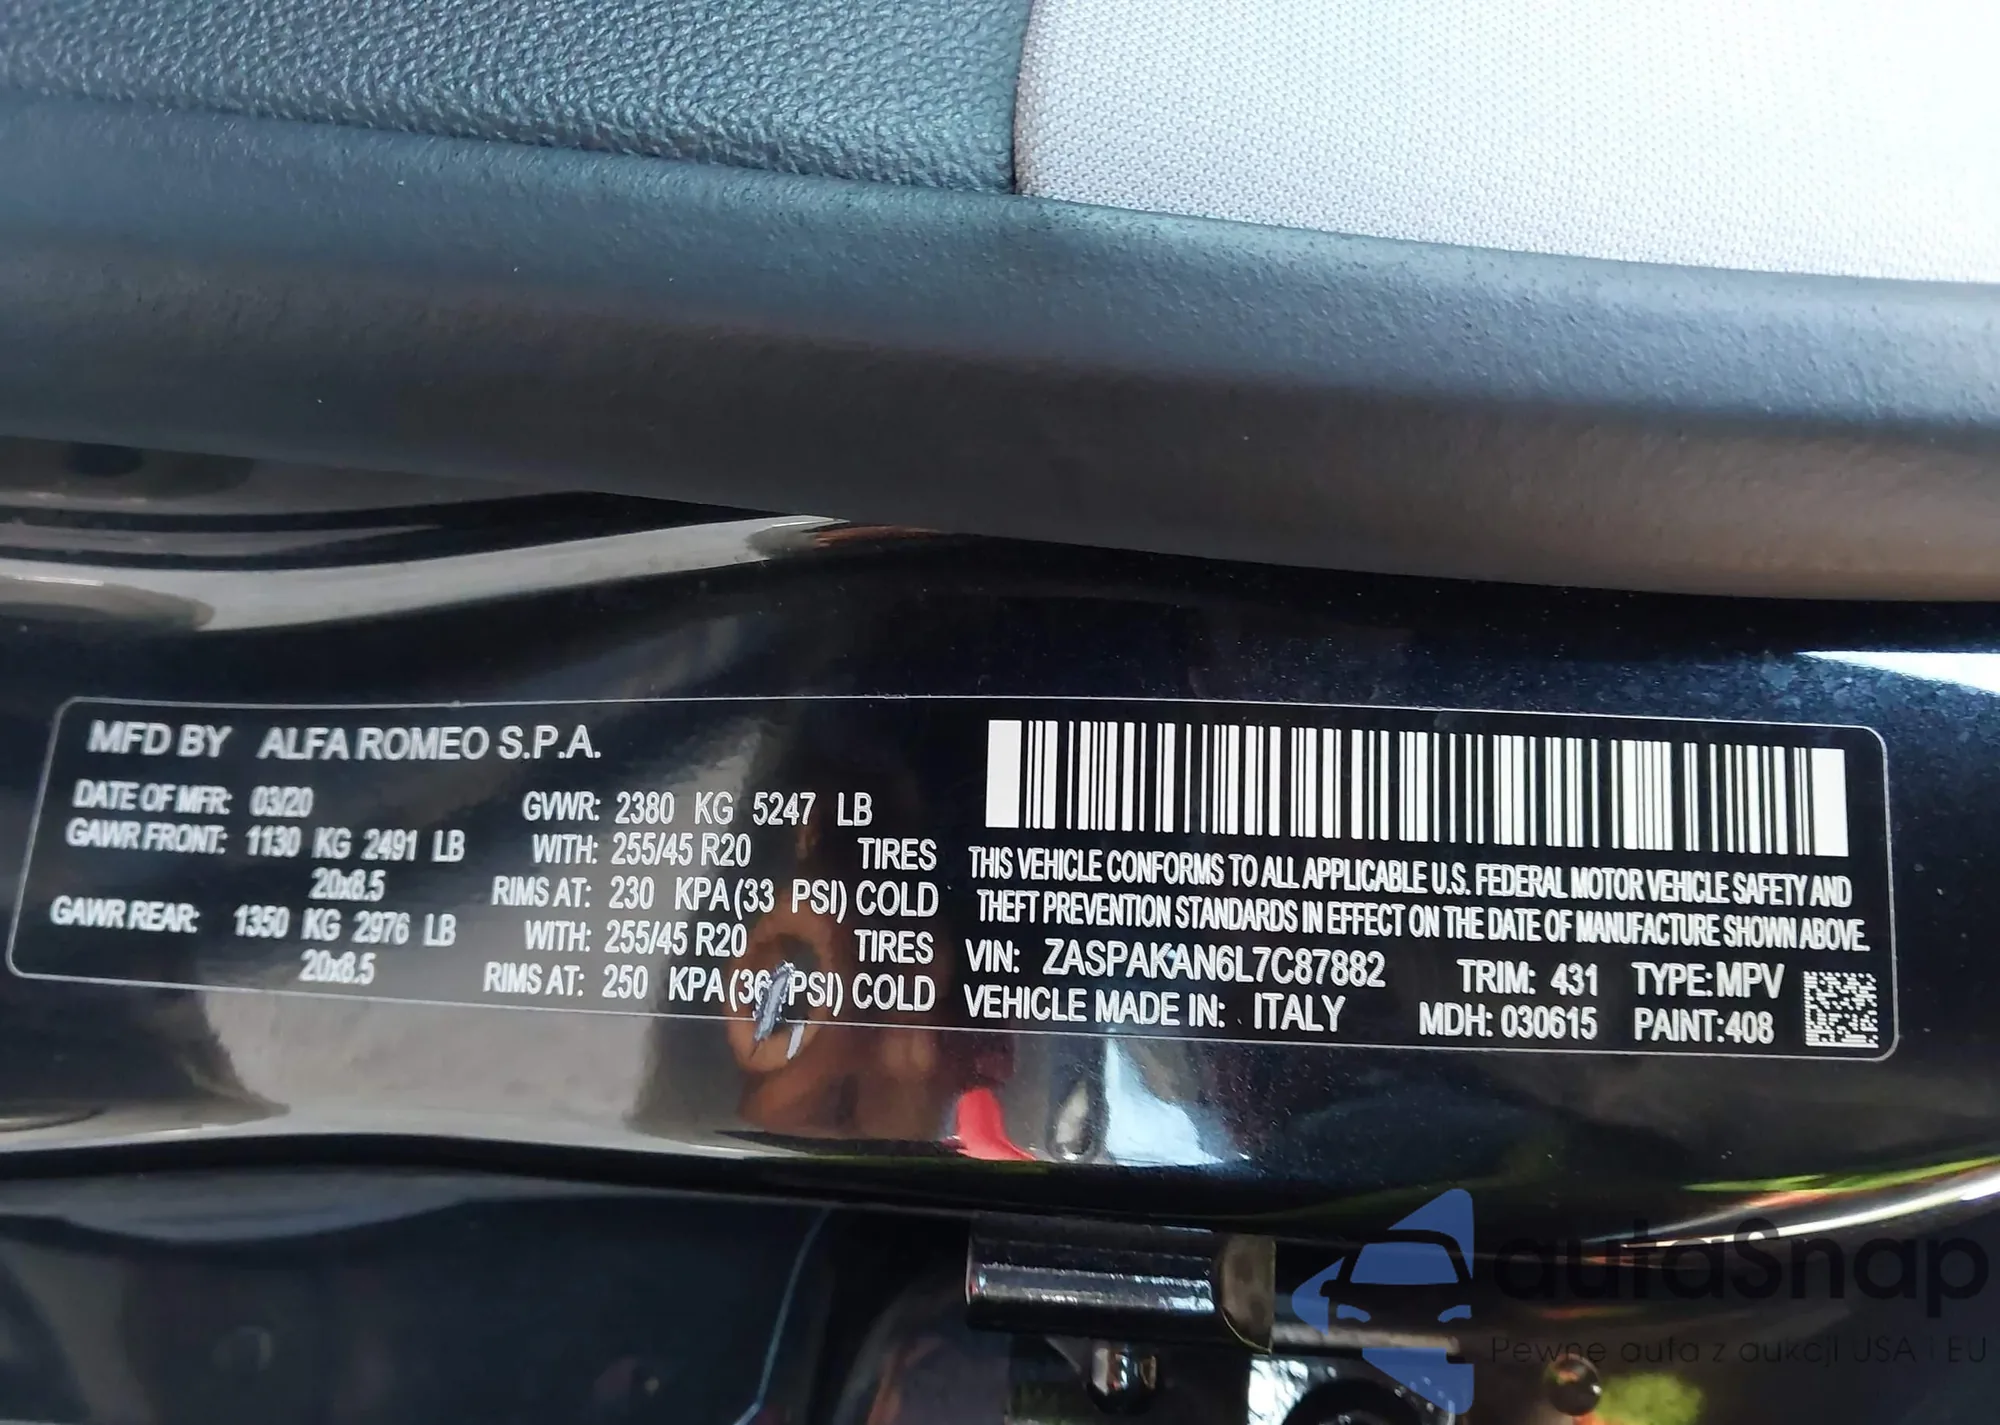 MFD BY ALFA ROMEO S.P.A.
DATE OF MFR: 03/20 GVWR: 2380 KG 5247 LB
GAWR FRONT: 1130 KG 2491 LB WITH: 255/45 R20 TIRES
20x8.5 RIMS AT: 230 KPA (33 PSI) COLD
GAWR REAR: 1350 KG 2976 LB WITH: 255/45 R20 TIRES
20x8.5 RIMS AT: 250 KPA (36 PSI) COLD
THIS VEHICLE CONFORMS TO ALL APPLICABLE U.S. FEDERAL MOTOR VEHICLE SAFETY AND
THEFT PREVENTION STANDARDS IN EFFECT ON THE DATE OF MANUFACTURE SHOWN ABOVE.
VIN: ZASPAKAN6L7C87882 TRIM: 431 TYPE: MPV
VEHICLE MADE IN: ITALY MDH: 030615 PAINT: 408
autaSnap
Pewne auta z aukcji USA i EU